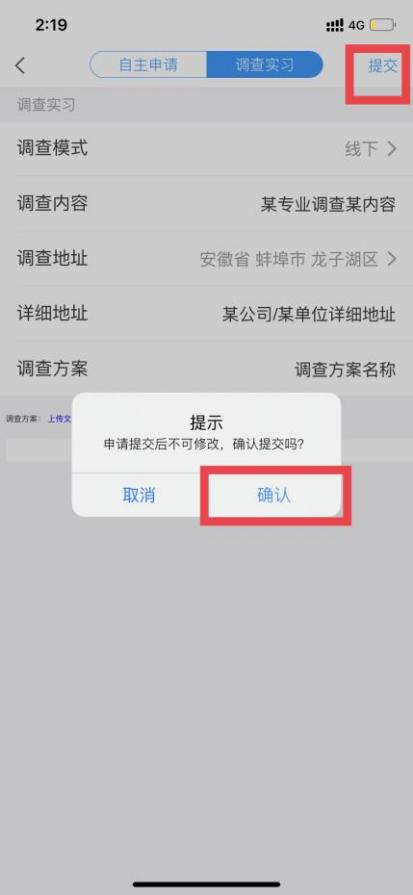 2:19
4G
自主申请
调查实习
提交
调查实习
调查模式
线下
调查内容
某专业调查某内容
调查地址
安徽省 蚌埠市 龙子湖区
详细地址
某公司/某单位详细地址
调查方案
调查方案名称
调查方案: 上传文
提示
申请提交后不可修改，确认提交吗?
取消
确认